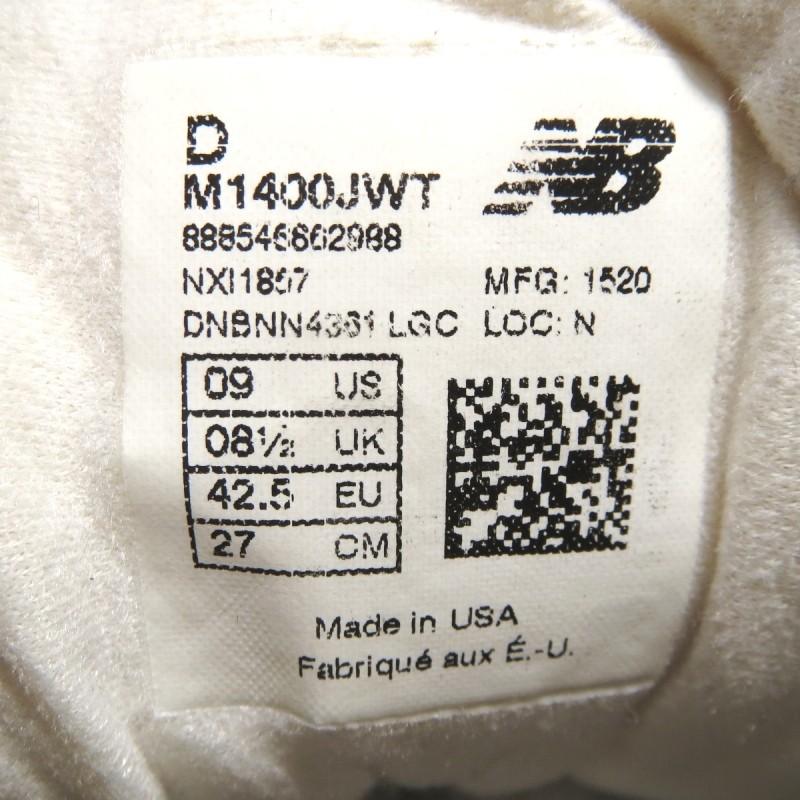 D
M1400JWT
NB
888546662988
NXI1857
MFG: 1520
DNBNN4361 LGC
LOC: N
09 US
08½ UK
42.5 EU
27 CM
Made in USA
Fabriqué aux É.-U.